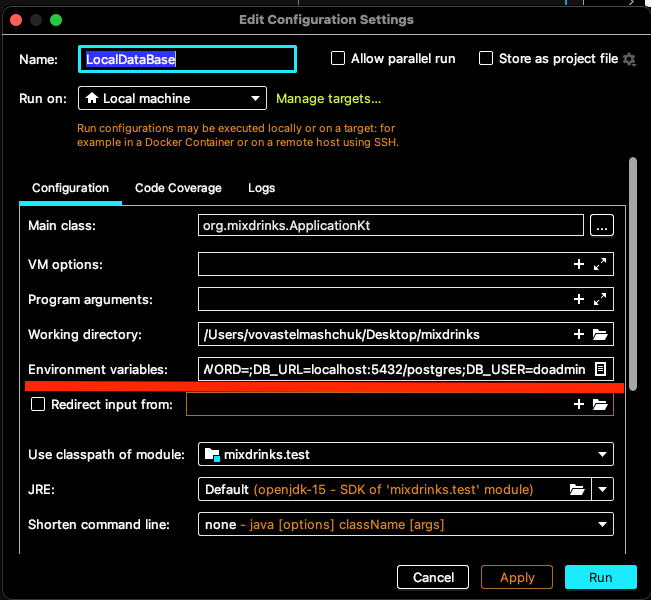 Edit Configuration Settings
Name: LocalDataBase Allow parallel run Store as project file
Run on: Local machine Manage targets...
Run configurations may be executed locally or on a target: for
example in a Docker Container or on a remote host using SSH.
Configuration Code Coverage Logs
Main class: org.mixdrinks.ApplicationKt ...
VM options:
Program arguments:
Working directory: /Users/vovastelmashchuk/Desktop/mixdrinks
Environment variables: WORD=;DB_URL=localhost:5432/postgres;DB_USER=doadmin
Redirect input from:
Use classpath of module: mixdrinks.test
JRE: Default (openjdk-15 - SDK of 'mixdrinks.test' module)
Shorten command line: none - java [options] className [args]
Cancel Apply Run